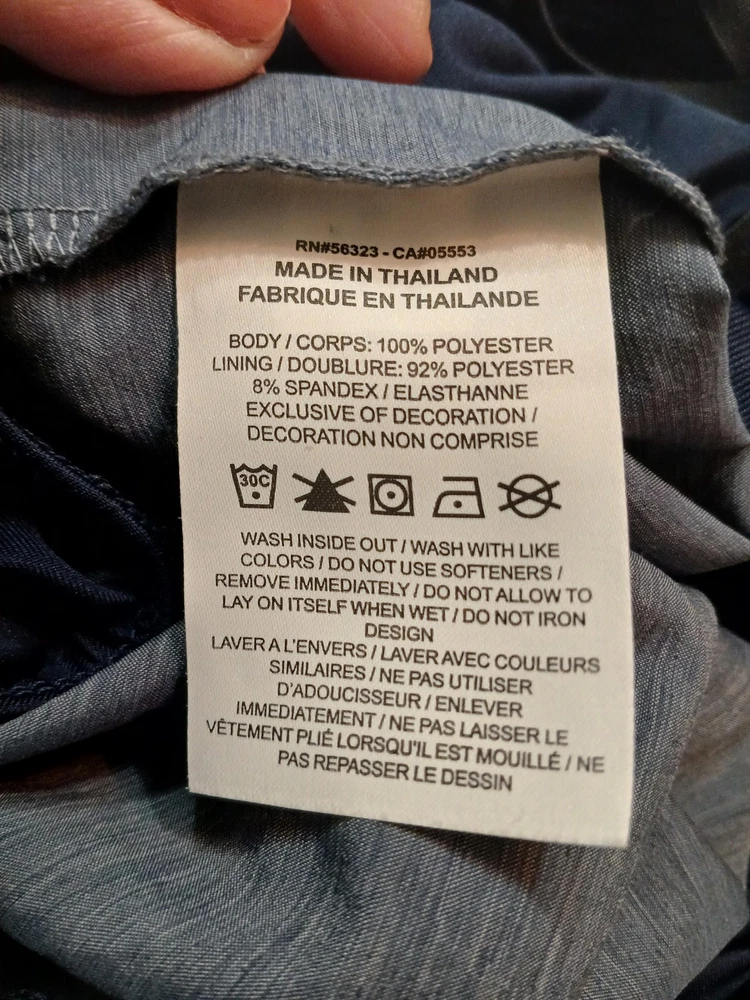 RN#56323 - CA#05553
MADE IN THAILAND
FABRIQUE EN THAILANDE
BODY / CORPS: 100% POLYESTER
LINING / DOUBLURE: 92% POLYESTER
8% SPANDEX / ELASTHANNE
EXCLUSIVE OF DECORATION /
DECORATION NON COMPRISE
30C
WASH INSIDE OUT / WASH WITH LIKE
COLORS / DO NOT USE SOFTENERS /
REMOVE IMMEDIATELY / DO NOT ALLOW TO
LAY ON ITSELF WHEN WET / DO NOT IRON
DESIGN
LAVER A L'ENVERS / LAVER AVEC COULEURS
SIMILAIRES / NE PAS UTILISER
D'ADOUCISSEUR / ENLEVER
IMMEDIATEMENT / NE PAS LAISSER LE
VÊTEMENT PLIÉ LORSQU'IL EST MOUILLÉ / NE
PAS REPASSER LE DESSIN